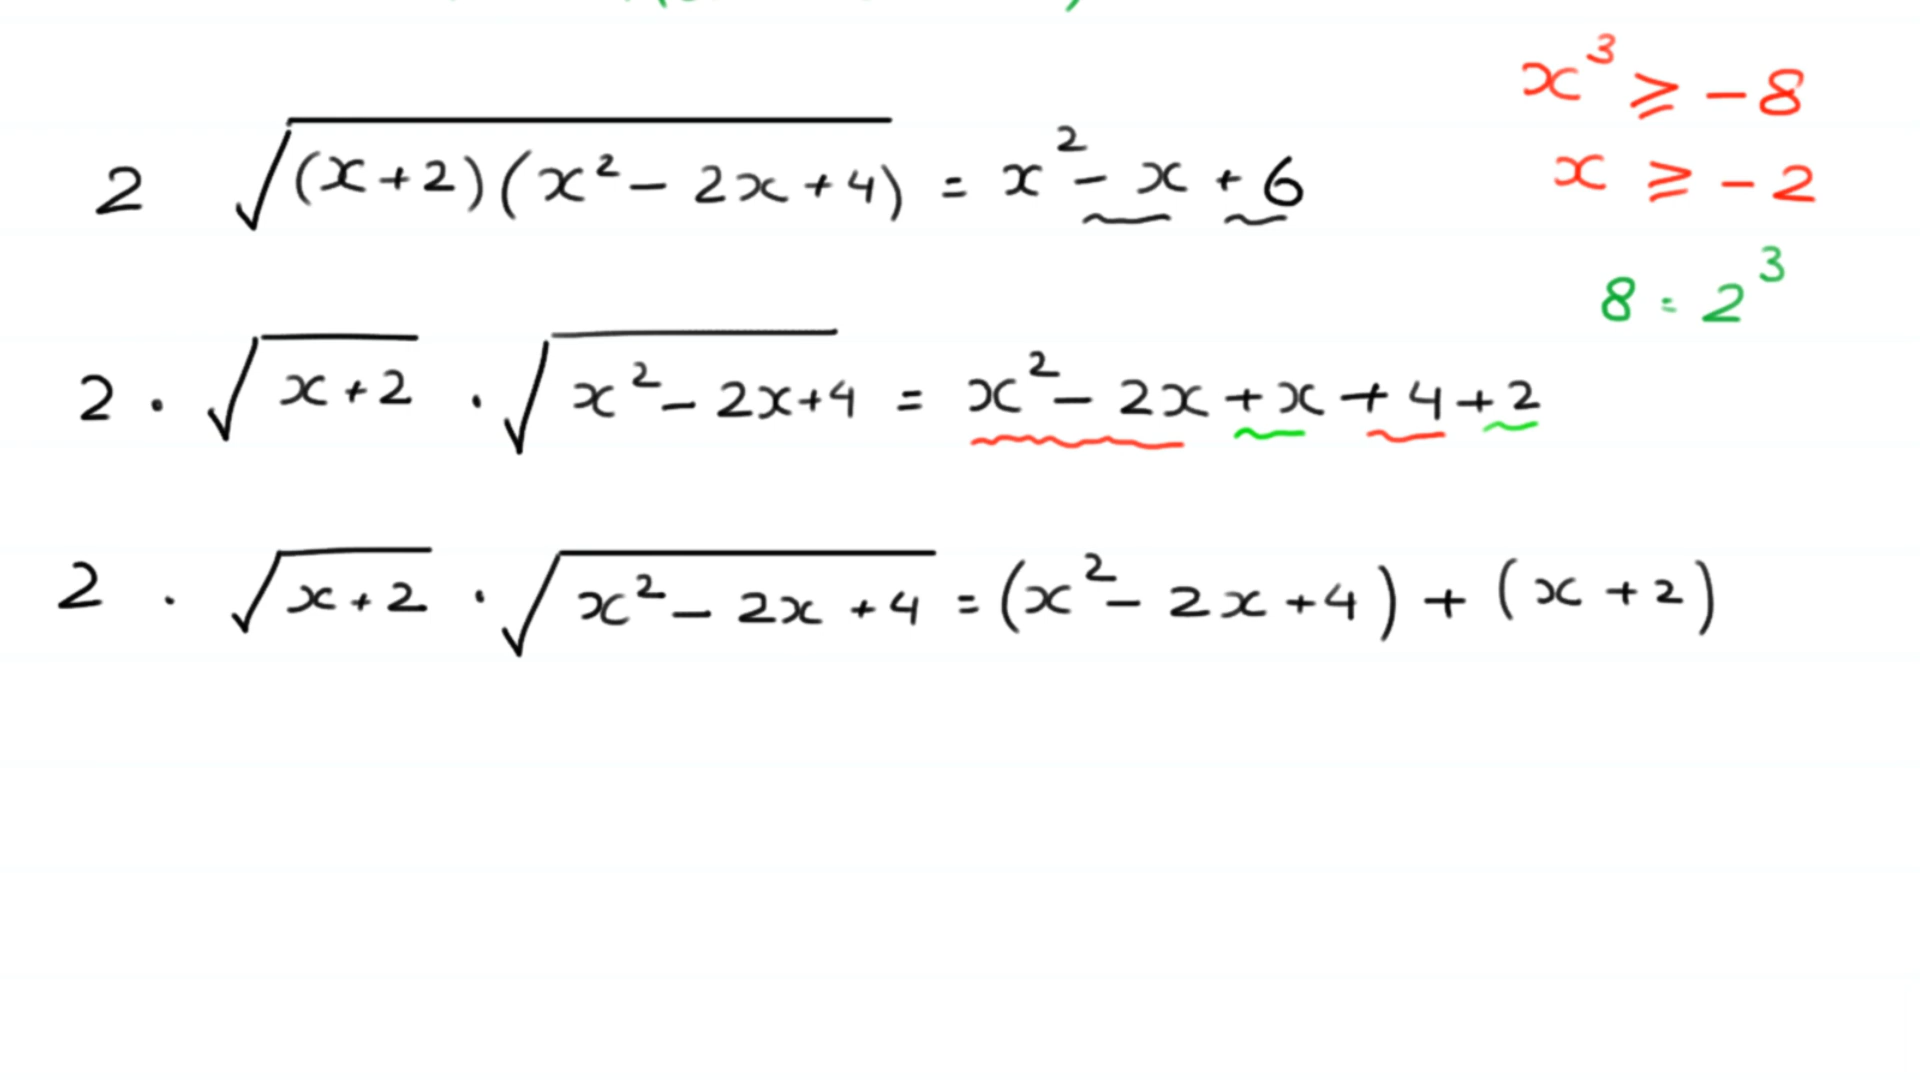 x³ ⩾ -8
2 √((x+2)(x² - 2x + 4)) = x² - x + 6
x ⩾ -2
8 = 2³
2 · √(x+2) · √(x² - 2x + 4) = x² - 2x + x + 4 + 2
2 · √(x+2) · √(x² - 2x + 4) = (x² - 2x + 4) + (x + 2)